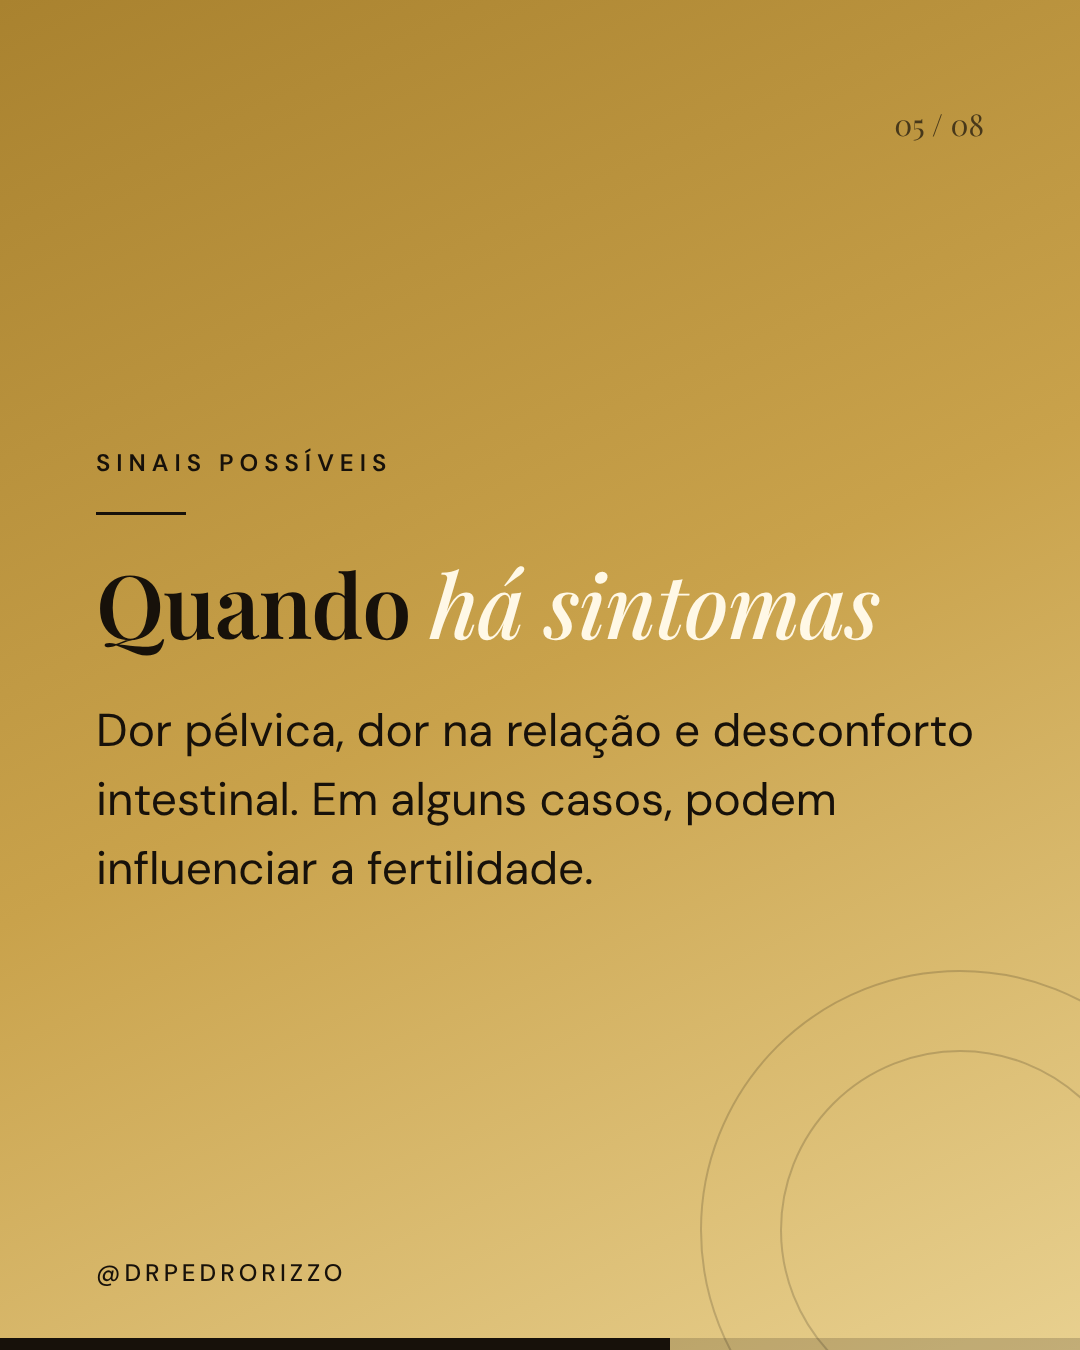 05 / 08
SINAIS POSSÍVEIS
Quando há sintomas
Dor pélvica, dor na relação e desconforto
intestinal. Em alguns casos, podem
influenciar a fertilidade.
@DRPEDRORIZZO